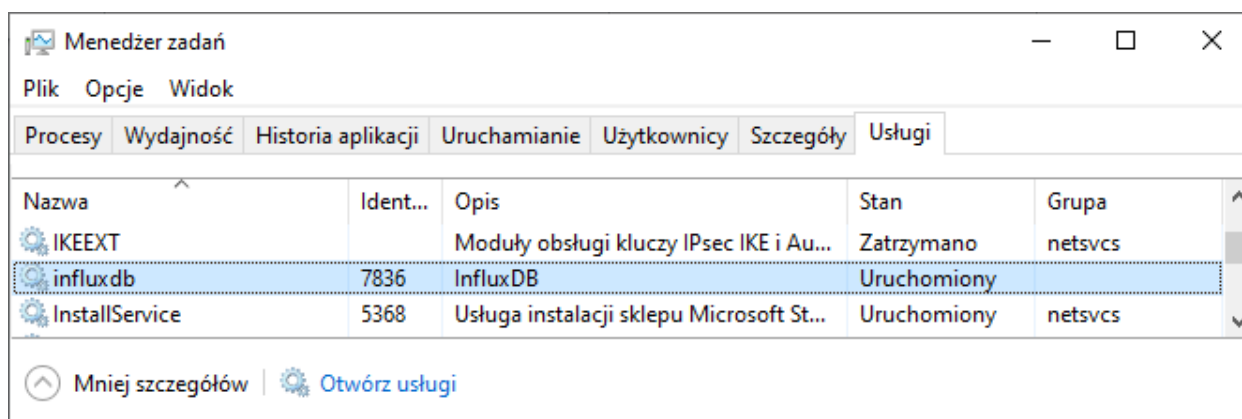 Menedżer zadań
Plik Opcje Widok
Procesy Wydajność Historia aplikacji Uruchamianie Użytkownicy Szczegóły Usługi
Nazwa Ident... Opis Stan Grupa
IKEEXT Moduły obsługi kluczy IPsec IKE i Au... Zatrzymano netsvcs
influxdb 7836 InfluxDB Uruchomiony
InstallService 5368 Usługa instalacji sklepu Microsoft St... Uruchomiony netsvcs
Mniej szczegółów Otwórz usługi